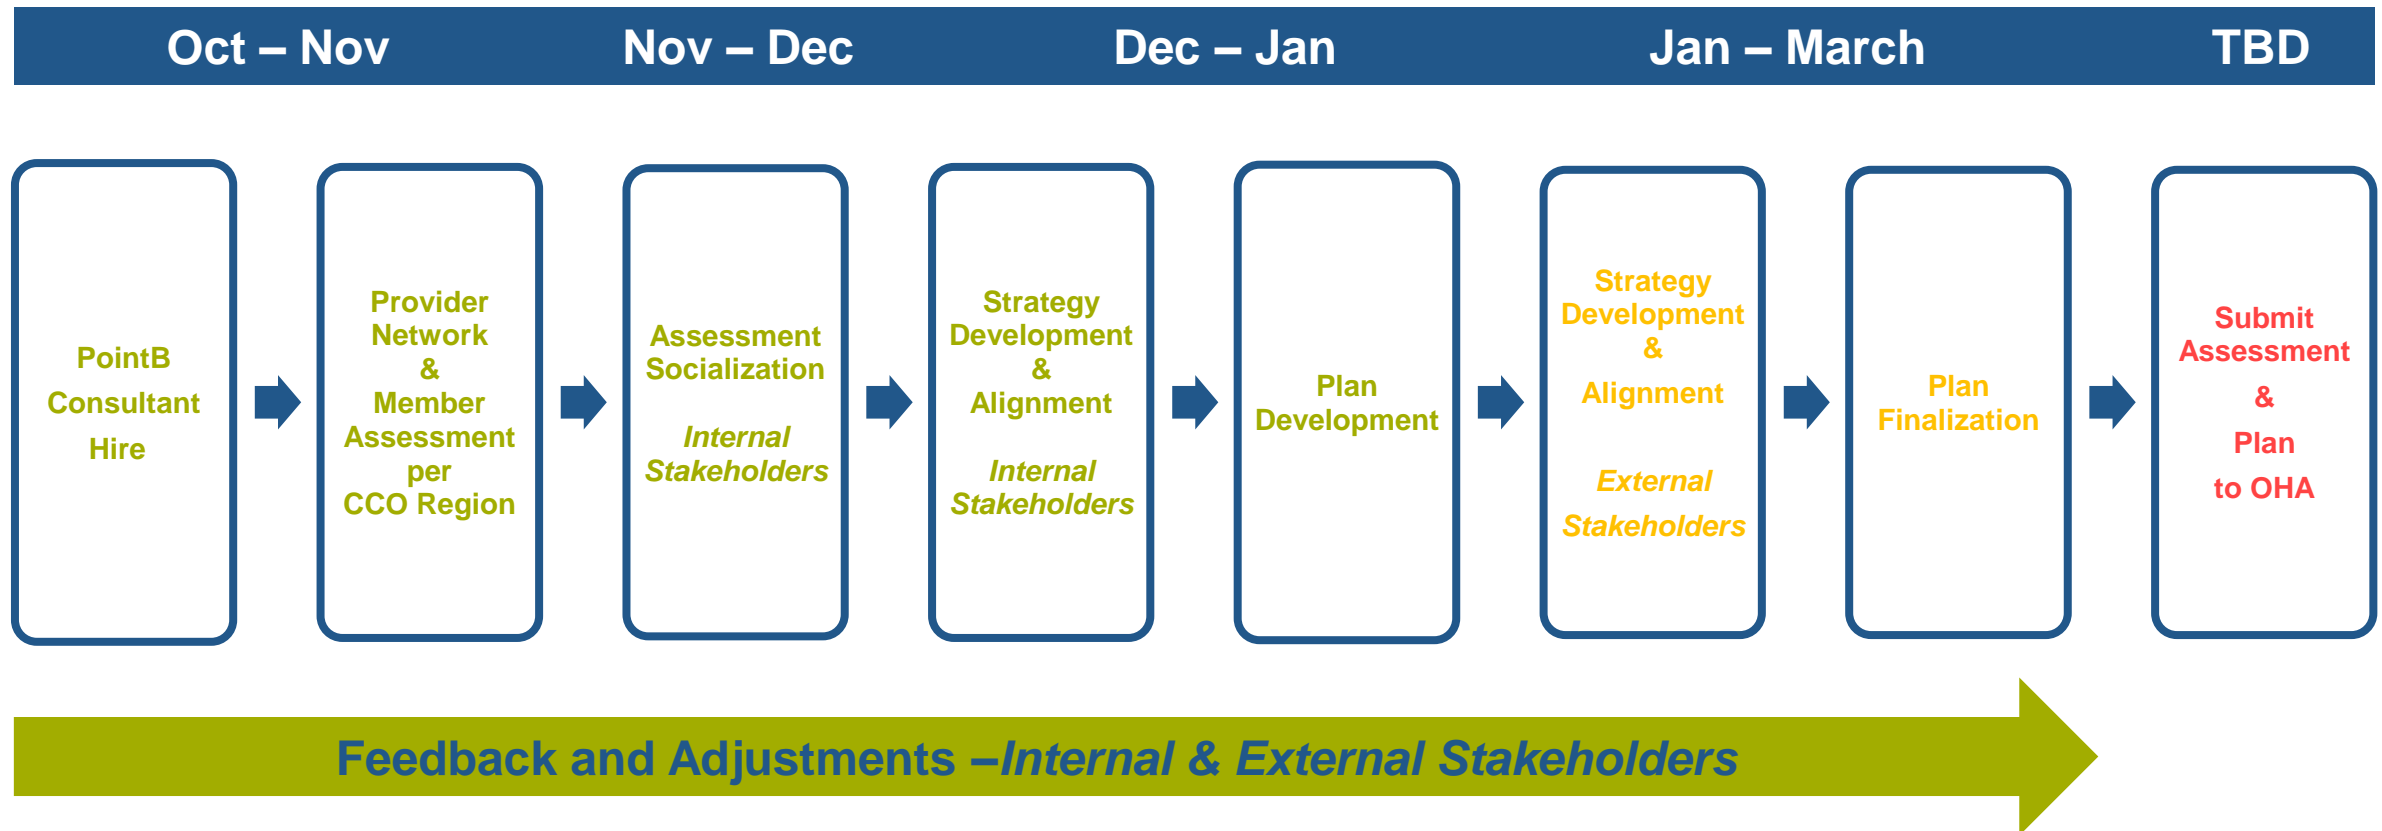 Oct – Nov
Nov – Dec
Dec – Jan
Jan – March
TBD
PointB
Consultant
Hire
Provider
Network
&
Member
Assessment
per
CCO Region
Assessment
Socialization
Internal
Stakeholders
Strategy
Development
&
Alignment
Internal
Stakeholders
Plan
Development
Strategy
Development
&
Alignment
External
Stakeholders
Plan
Finalization
Submit
Assessment
&
Plan
to OHA
Feedback and Adjustments –Internal & External Stakeholders